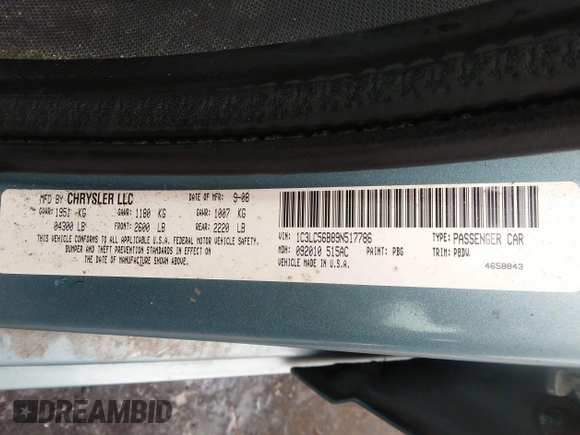 MFD BY CHRYSLER LLC DATE OF MFR: 9-08
GVWR: 1951 KG GAWR: 1180 KG GAWR: 1007 KG
04300 LB FRONT: 2600 LB REAR: 2220 LB
THIS VEHICLE CONFORMS TO ALL APPLICABLE U.S.A. FEDERAL MOTOR VEHICLE SAFETY,
BUMPER AND THEFT PREVENTION STANDARDS IN EFFECT ON
THE DATE OF MANUFACTURE SHOWN ABOVE.
VIN: 1C3LC56BB9N517786 TYPE: PASSENGER CAR
MDH: 092010 515AC PAINT: PBG TRIM: PBDV.
VEHICLE MADE IN U.S.A. 4658843
DREAMBID